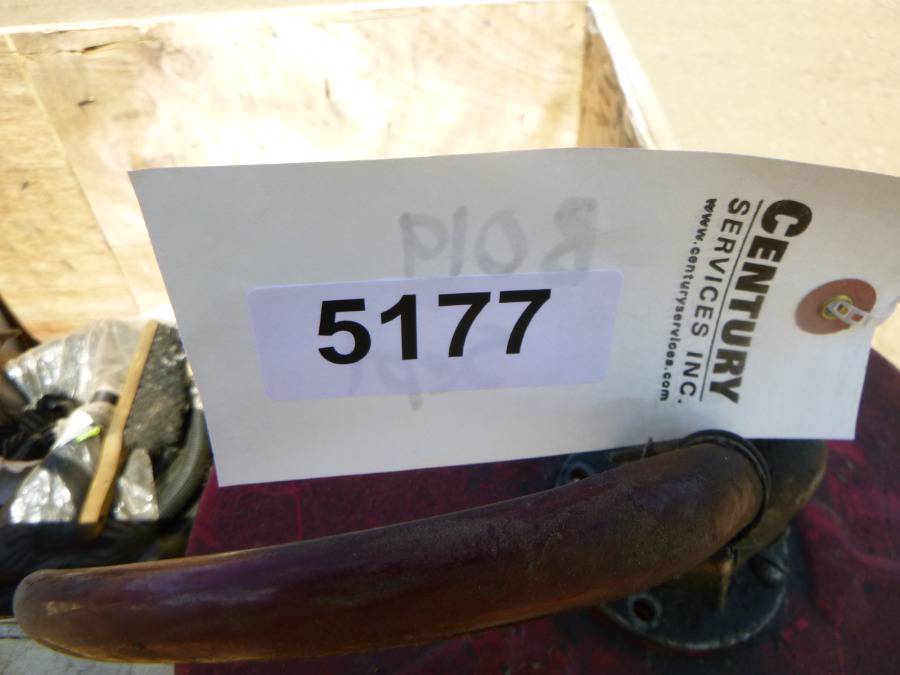 5177
CENTURY
SERVICES INC.
www.centuryservices.com